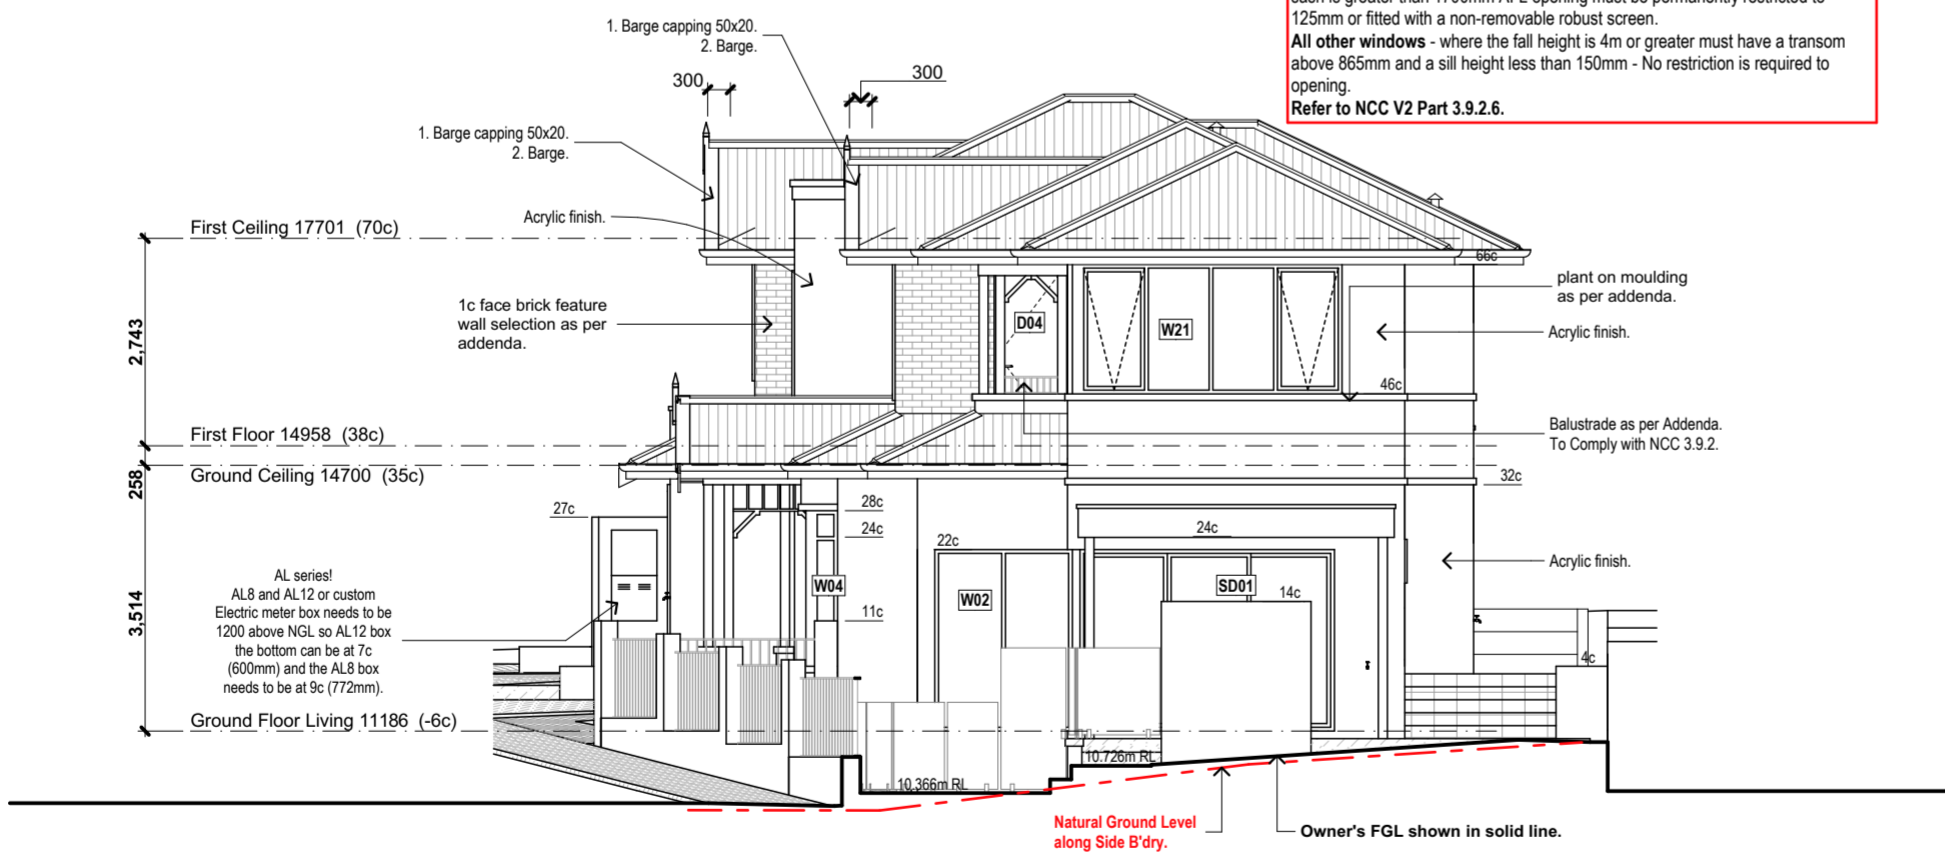 125mm or fitted with a non-removable robust screen.
All other windows - where the fall height is 4m or greater must have a transom
above 865mm and a sill height less than 150mm - No restriction is required to
opening.
Refer to NCC V2 Part 3.9.2.6.
1. Barge capping 50x20.
2. Barge.
300
300
1. Barge capping 50x20.
2. Barge.
Acrylic finish.
First Ceiling 17701 (70c)
66c
plant on moulding
as per addenda.
1c face brick feature
wall selection as per
addenda.
D04
W21
Acrylic finish.
2,743
46c
Balustrade as per Addenda.
To Comply with NCC 3.9.2.
First Floor 14958 (38c)
258
Ground Ceiling 14700 (35c)
32c
27c
28c
24c
24c
22c
Acrylic finish.
AL series!
AL8 and AL12 or custom
Electric meter box needs to be
1200 above NGL so AL12 box
the bottom can be at 7c
(600mm) and the AL8 box
needs to be at 9c (772mm).
3,514
W04
W02
SD01
14c
11c
4c
Ground Floor Living 11186 (-6c)
10.726m RL
10.366m RL
Natural Ground Level
along Side B'dry.
Owner's FGL shown in solid line.